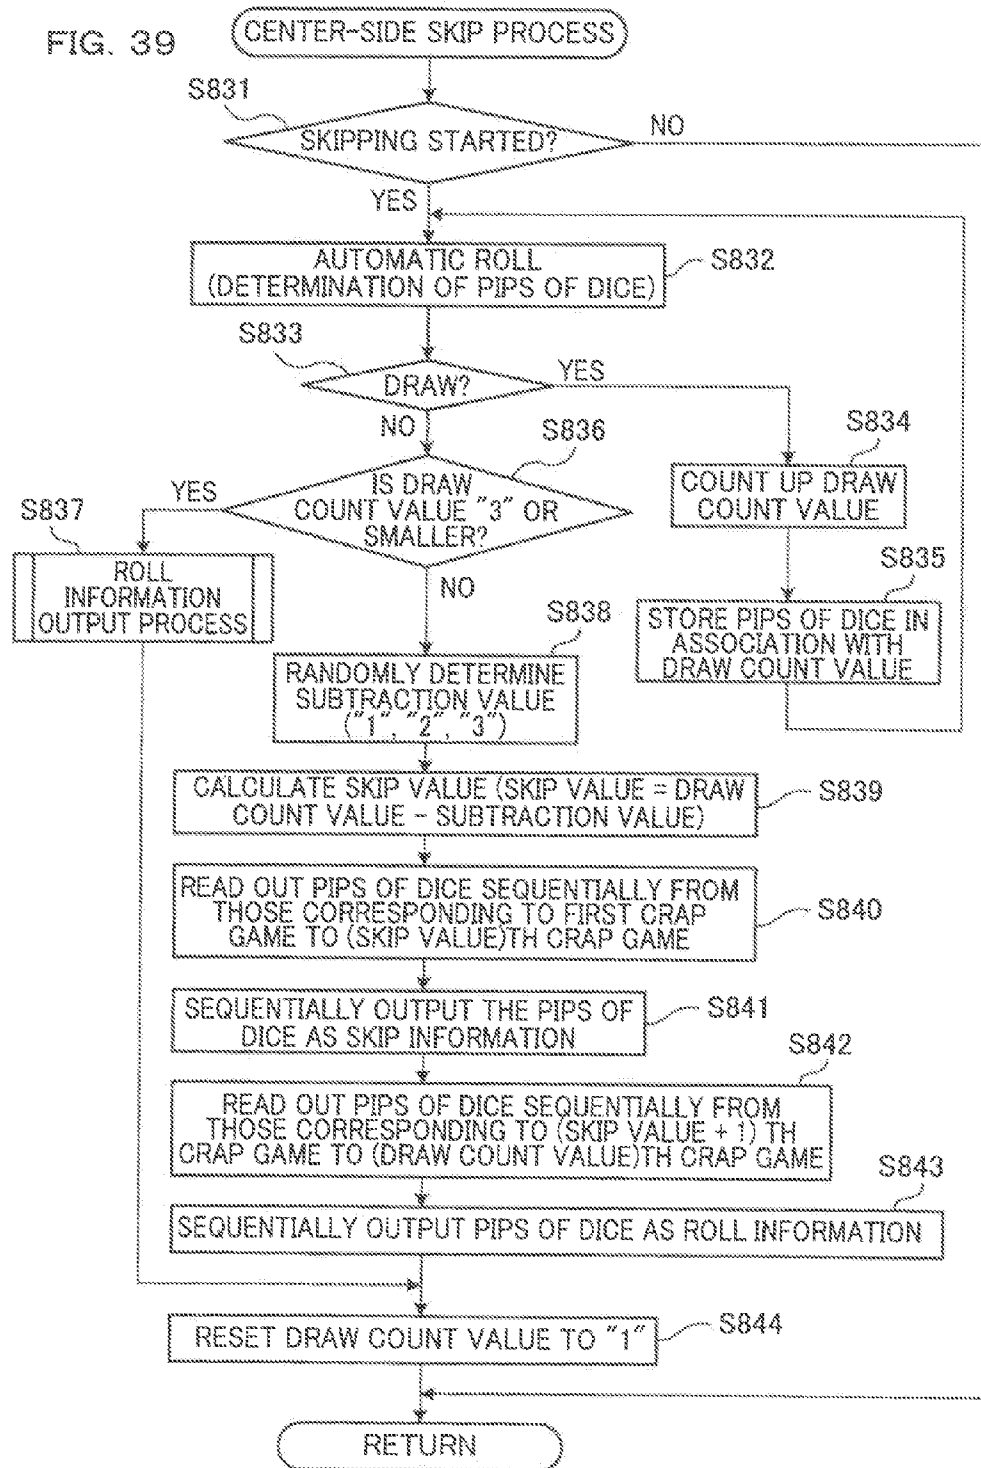 FIG. 39
CENTER-SIDE SKIP PROCESS
S831
SKIPPING STARTED?
NO
YES
AUTOMATIC ROLL
(DETERMINATION OF PIPS OF DICE)
S832
S833
DRAW?
YES
NO
S836
S834
IS DRAW
COUNT VALUE "3" OR
SMALLER?
YES
NO
COUNT UP DRAW
COUNT VALUE
S837
ROLL
INFORMATION
OUTPUT PROCESS
S835
STORE PIPS OF DICE IN
ASSOCIATION WITH
DRAW COUNT VALUE
S838
RANDOMLY DETERMINE
SUBTRACTION VALUE
("1", "2", "3")
CALCULATE SKIP VALUE (SKIP VALUE = DRAW
COUNT VALUE - SUBTRACTION VALUE)
S839
READ OUT PIPS OF DICE SEQUENTIALLY FROM
THOSE CORRESPONDING TO FIRST CRAP
GAME TO (SKIP VALUE)TH CRAP GAME
S840
SEQUENTIALLY OUTPUT THE PIPS OF
DICE AS SKIP INFORMATION
S841
S842
READ OUT PIPS OF DICE SEQUENTIALLY FROM
THOSE CORRESPONDING TO (SKIP VALUE + 1) TH
CRAP GAME TO (DRAW COUNT VALUE)TH CRAP GAME
S843
SEQUENTIALLY OUTPUT PIPS OF DICE AS ROLL INFORMATION
RESET DRAW COUNT VALUE TO "1"
S844
RETURN